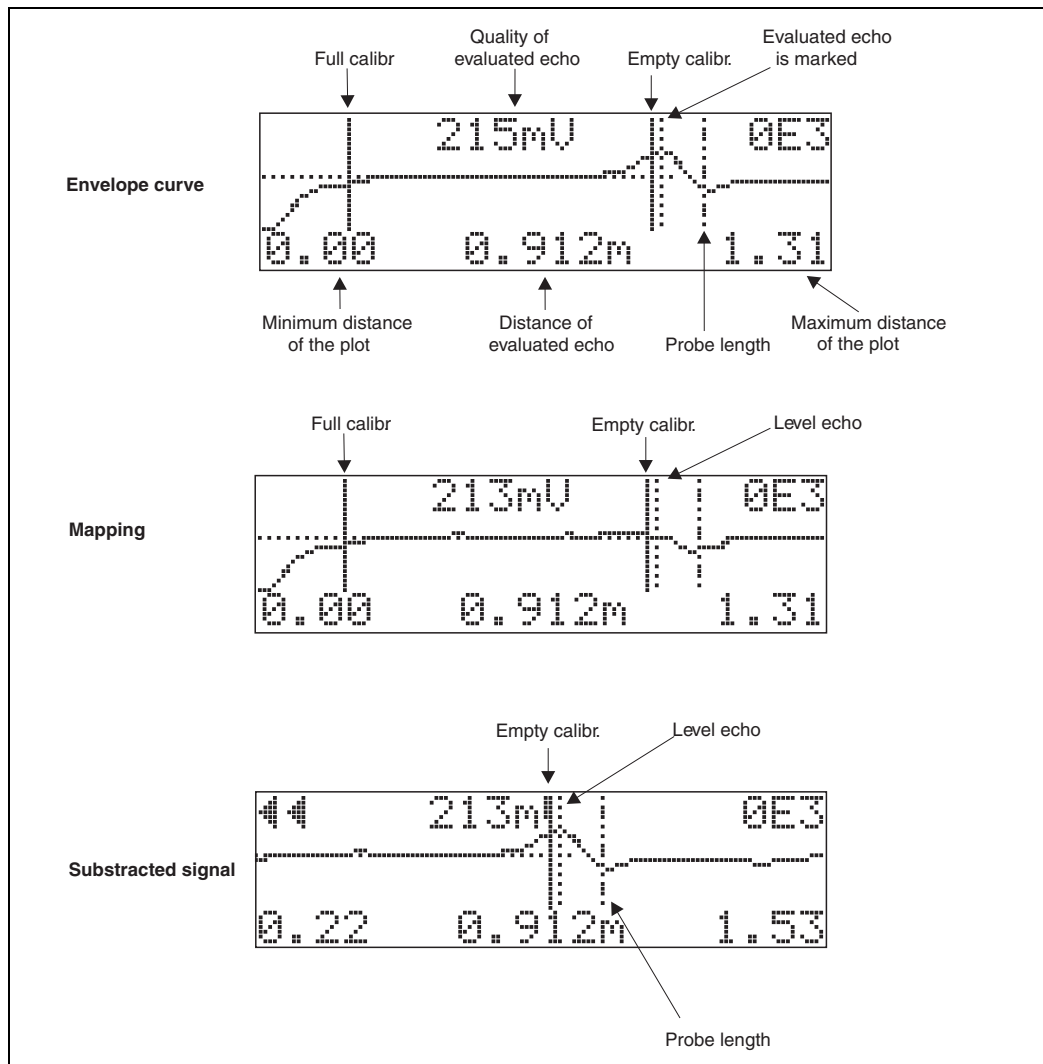 Full calibr
Quality of
evaluated echo
Empty calibr.
Evaluated echo
is marked
Envelope curve
215mV
0E3
0.00
0.912m
1.31
Minimum distance
of the plot
Distance of
evaluated echo
Probe length
Maximum distance
of the plot
Full calibr
Empty calibr.
Level echo
Mapping
213mV
0E3
0.00
0.912m
1.31
Empty calibr.
Level echo
Substracted signal
213m
0E3
0.22
0.912m
1.53
Probe length